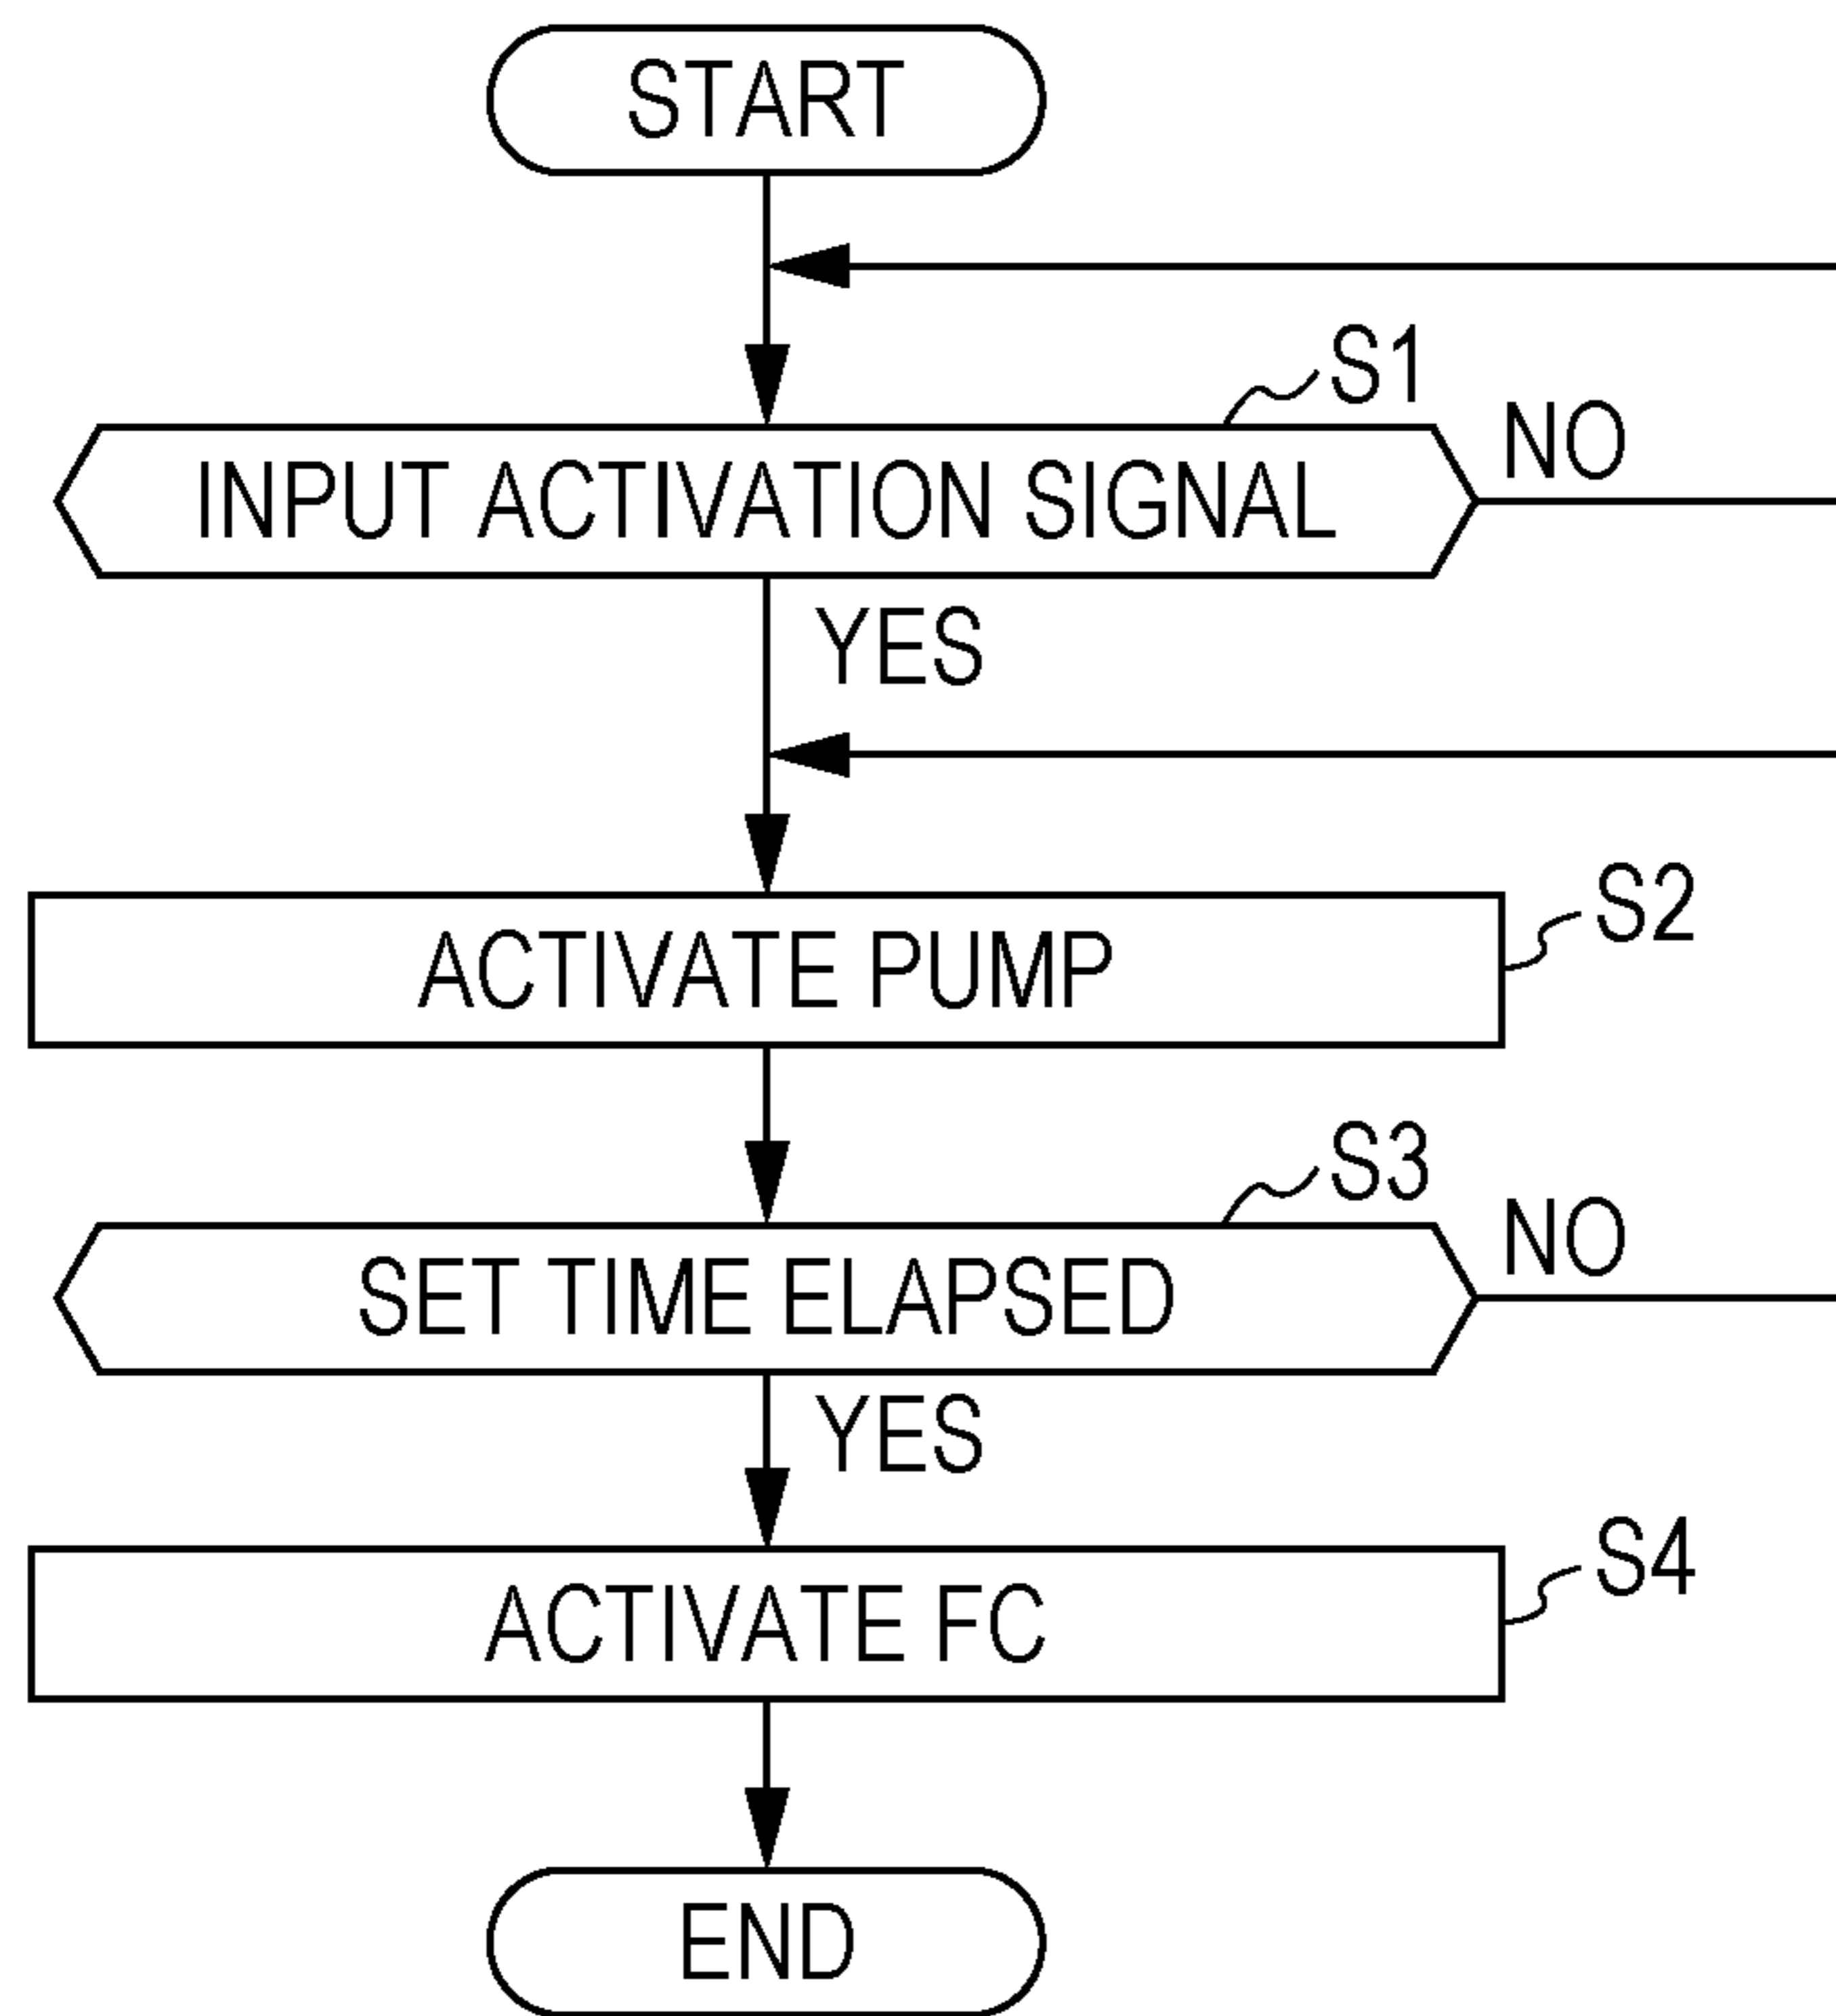 START
S1
INPUT ACTIVATION SIGNAL
NO
YES
S2
ACTIVATE PUMP
S3
SET TIME ELAPSED
NO
YES
S4
ACTIVATE FC
END